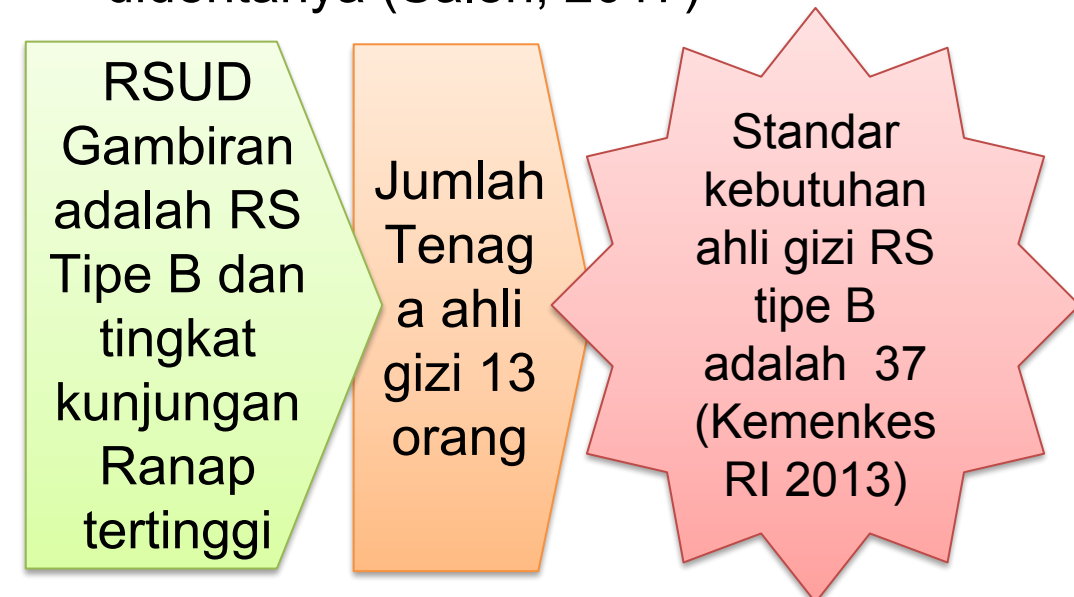 RSUD
Gambiran
adalah RS
Tipe B dan
tingkat
kunjungan
Ranap
tertinggi
Jumlah
Tenag
a ahli
gizi 13
orang
Standar
kebutuhan
ahli gizi RS
tipe B
adalah  37
(Kemenkes
RI 2013)